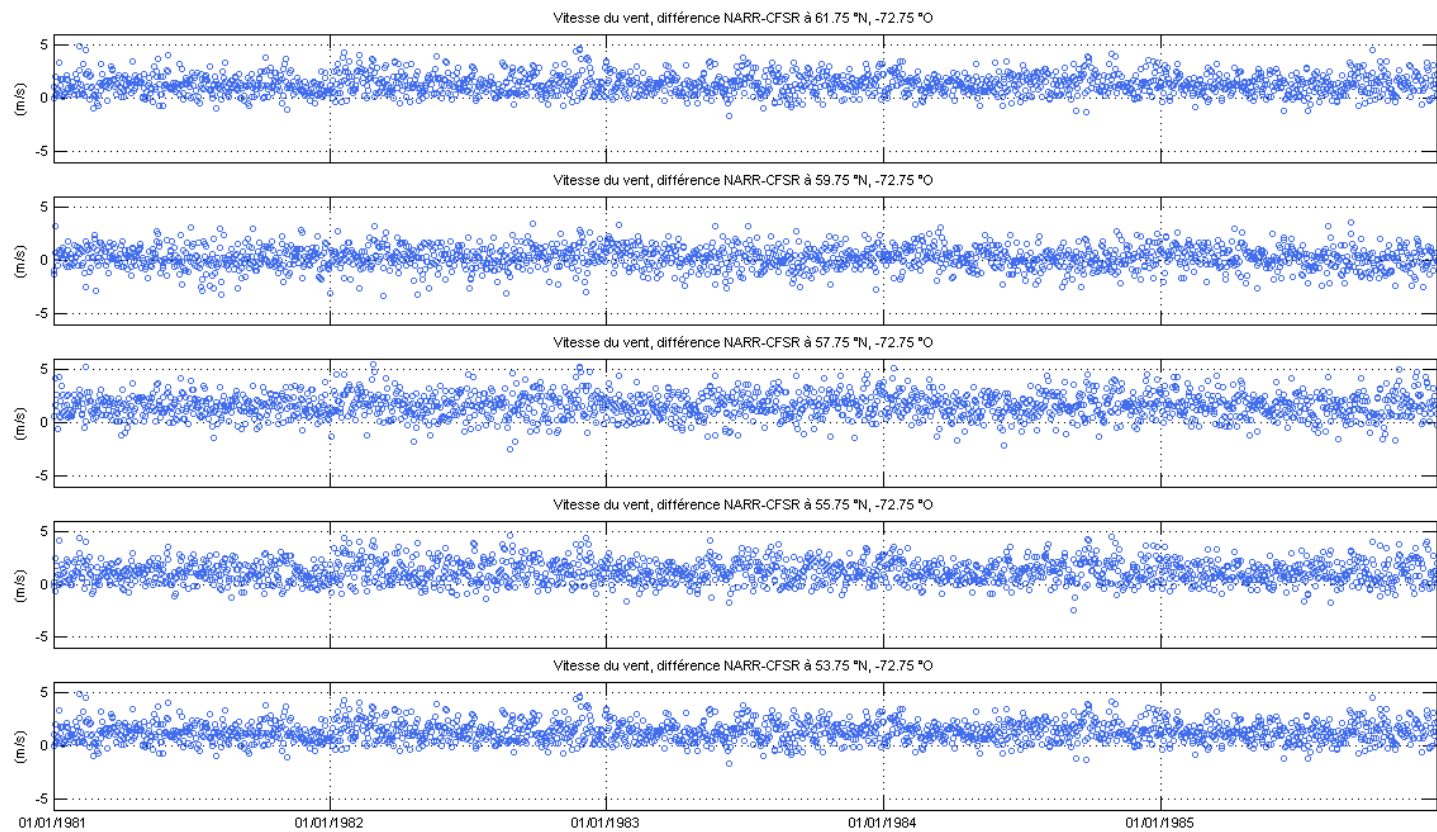 Vitesse du vent, différence NARR-CFSR à 61.75 °N, -72.75 °O
5
0
-5
(m/s)
Vitesse du vent, différence NARR-CFSR à 59.75 °N, -72.75 °O
5
0
-5
(m/s)
Vitesse du vent, différence NARR-CFSR à 57.75 °N, -72.75 °O
5
0
-5
(m/s)
Vitesse du vent, différence NARR-CFSR à 55.75 °N, -72.75 °O
5
0
-5
(m/s)
Vitesse du vent, différence NARR-CFSR à 53.75 °N, -72.75 °O
5
0
-5
(m/s)
01/01/1981 01/01/1982 01/01/1983 01/01/1984 01/01/1985